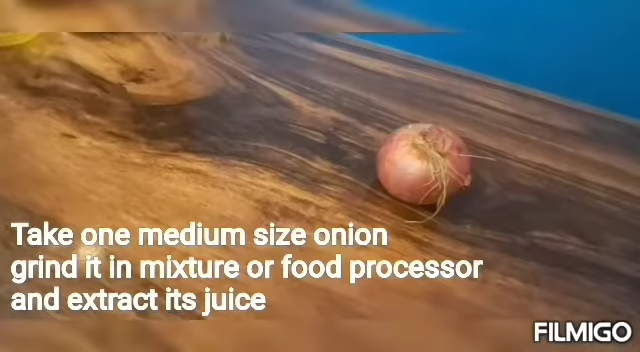 Take one medium size onion
grind it in mixture or food processor
and extract its juice
FILMIGO